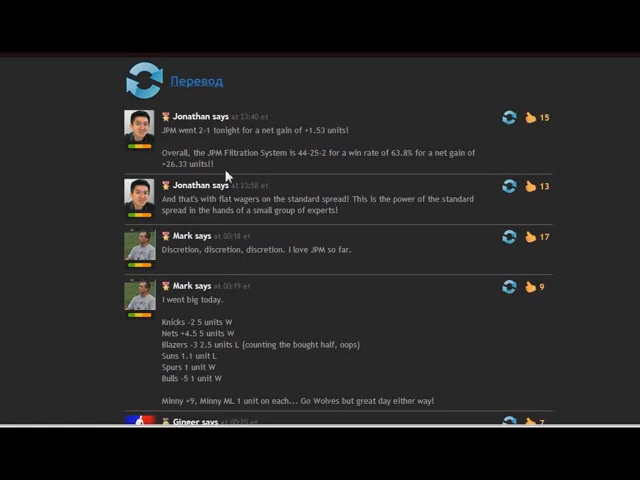 Перевод
Jonathan says at 23:40 et
15
JPM went 2-1 tonight for a net gain of +1.53 units!
Overall, the JPM Filtration System is 44-25-2 for a win rate of 63.8% for a net gain of
+26.33 units!!
Jonathan says at 23:58 et
13
And that's with flat wagers on the standard spread! This is the power of the standard
spread in the hands of a small group of experts!
Mark says at 00:18 et
17
Discretion, discretion, discretion. I love JPM so far.
Mark says at 00:19 et
9
I went big today.
Knicks -2 5 units W
Nets +4.5 5 units W
Blazers -3 2.5 units L (counting the bought half, oops)
Suns 1.1 unit L
Spurs 1 unit W
Bulls -5 1 unit W
Minny +9, Minny ML 1 unit on each... Go Wolves but great day either way!
Ginger says at 00:20 et
7